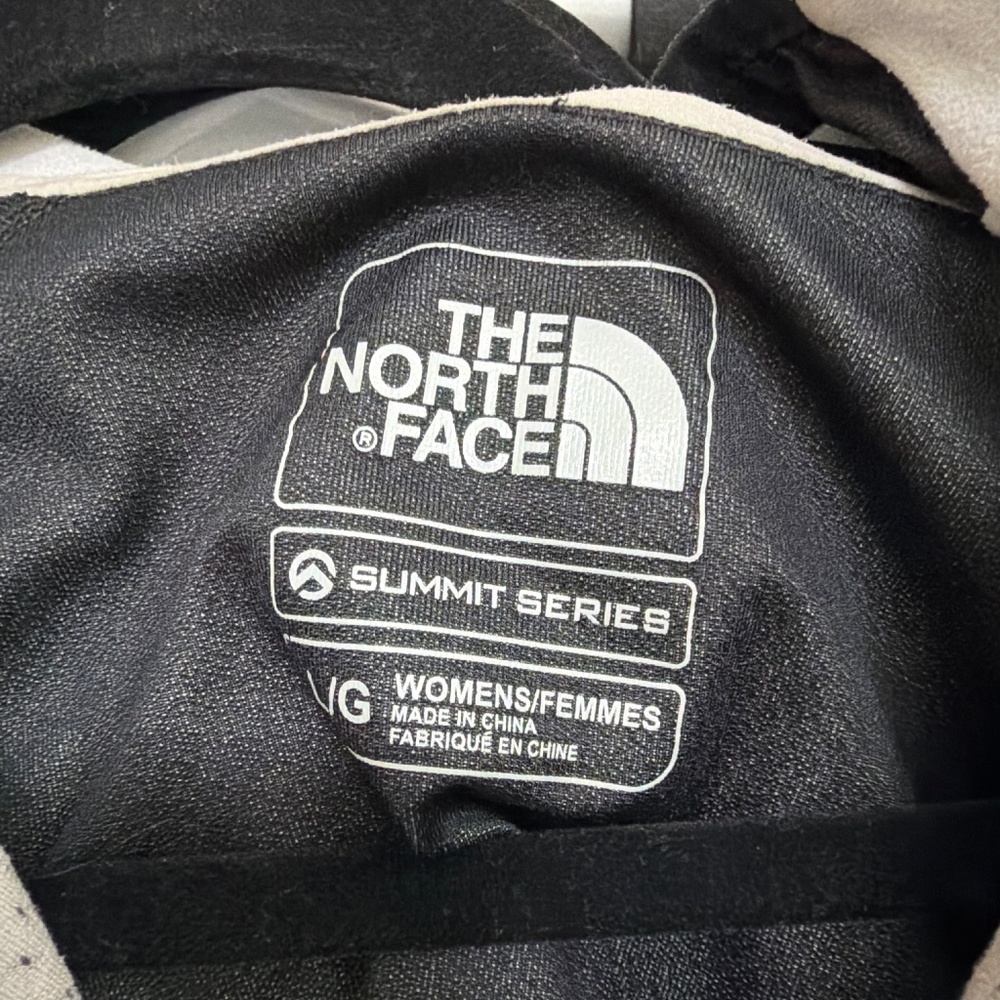 THE
NORTH
FACE
®
SUMMIT SERIES
/G
WOMENS/FEMMES
MADE IN CHINA
FABRIQUÉ EN CHINE